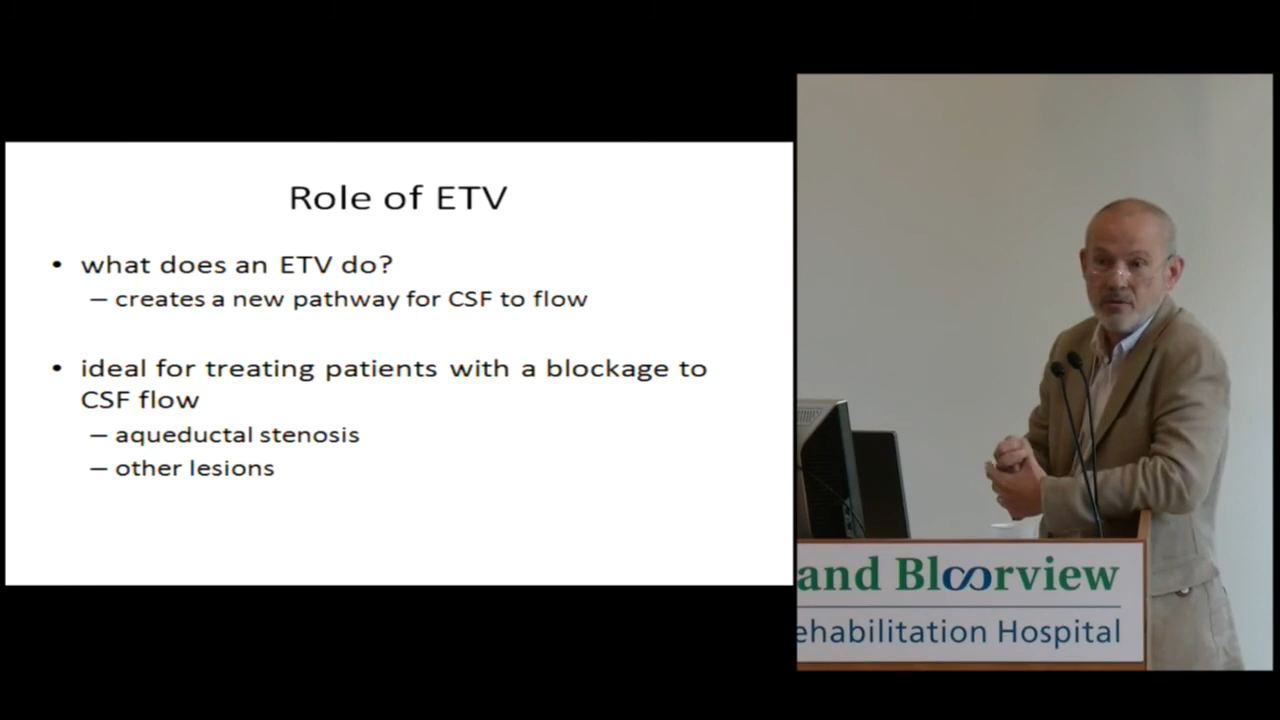 Role of ETV
• what does an ETV do?
– creates a new pathway for CSF to flow
• ideal for treating patients with a blockage to
CSF flow
– aqueductal stenosis
– other lesions
and Bloorview
ehabilitation Hospital